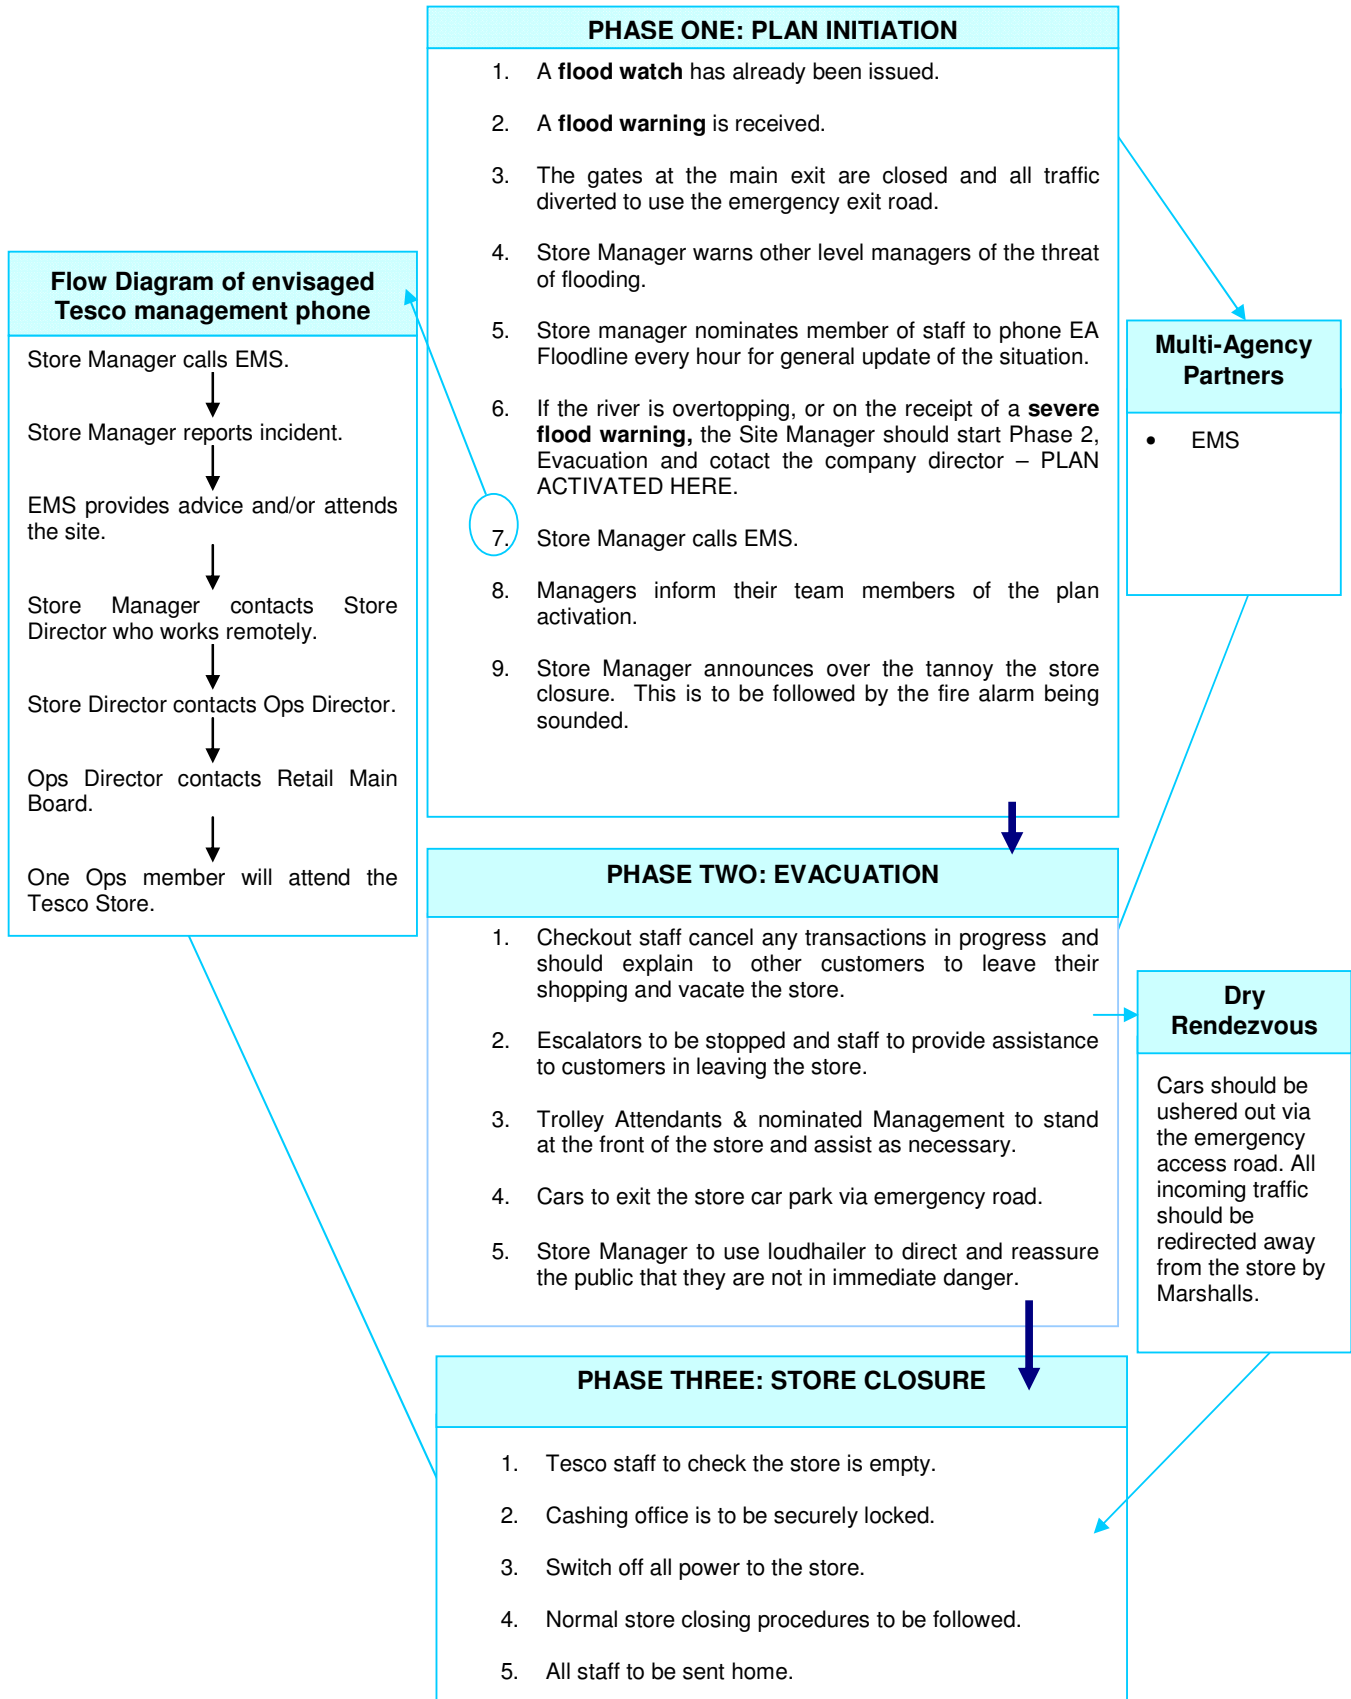 PHASE ONE: PLAN INITIATION
1. A flood watch has already been issued.
2. A flood warning is received.
3. The gates at the main exit are closed and all traffic
diverted to use the emergency exit road.
4. Store Manager warns other level managers of the threat
of flooding.
5. Store manager nominates member of staff to phone EA
Floodline every hour for general update of the situation.
6. If the river is overtopping, or on the receipt of a severe
flood warning, the Site Manager should start Phase 2,
Evacuation and cotact the company director – PLAN
ACTIVATED HERE.
7. Store Manager calls EMS.
8. Managers inform their team members of the plan
activation.
9. Store Manager announces over the tannoy the store
closure. This is to be followed by the fire alarm being
sounded.
Flow Diagram of envisaged
Tesco management phone
Store Manager calls EMS.
Store Manager reports incident.
EMS provides advice and/or attends
the site.
Store Manager contacts Store
Director who works remotely.
Store Director contacts Ops Director.
Ops Director contacts Retail Main
Board.
One Ops member will attend the
Tesco Store.
Multi-Agency
Partners
• EMS
PHASE TWO: EVACUATION
1. Checkout staff cancel any transactions in progress and
should explain to other customers to leave their
shopping and vacate the store.
2. Escalators to be stopped and staff to provide assistance
to customers in leaving the store.
3. Trolley Attendants & nominated Management to stand
at the front of the store and assist as necessary.
4. Cars to exit the store car park via emergency road.
5. Store Manager to use loudhailer to direct and reassure
the public that they are not in immediate danger.
Dry
Rendezvous
Cars should be
ushered out via
the emergency
access road. All
incoming traffic
should be
redirected away
from the store by
Marshalls.
PHASE THREE: STORE CLOSURE
1. Tesco staff to check the store is empty.
2. Cashing office is to be securely locked.
3. Switch off all power to the store.
4. Normal store closing procedures to be followed.
5. All staff to be sent home.